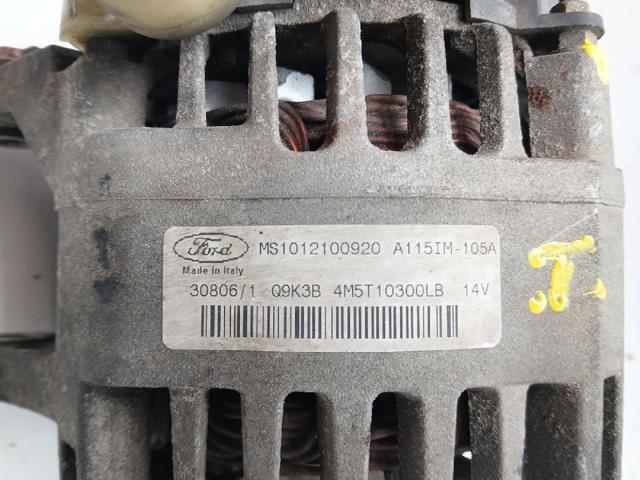 Ford MS1012100920 A115IM-105A
Made in Italy
30806/1 Q9K3B 4M5T10300LB 14V
J.